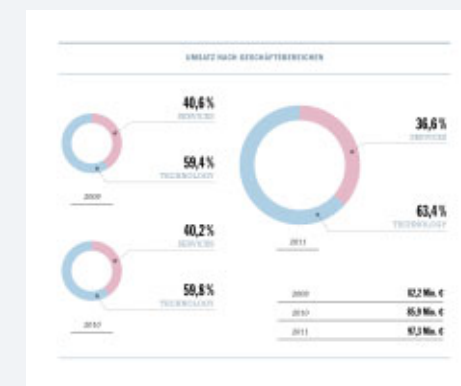 UMSATZ NACH GESCHÄFTSBEREICHEN
40,6 %
SERVICES
59,4 %
TECHNOLOGY
2009
40,2 %
SERVICES
59,8 %
TECHNOLOGY
2010
36,6 %
SERVICES
63,4 %
TECHNOLOGY
2011
2009 82,2 Mio. €
2010 85,9 Mio. €
2011 97,3 Mio. €